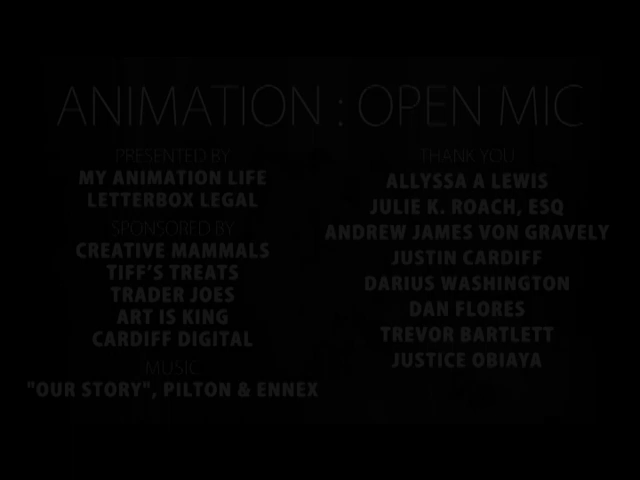 ANIMATION : OPEN MIC
PRESENTED BY
MY ANIMATION LIFE
LETTERBOX LEGAL
SPONSORED BY
CREATIVE MAMMALS
TIFF'S TREATS
TRADER JOES
ART IS KING
CARDIFF DIGITAL
MUSIC
"OUR STORY", PILTON & ENNEX
THANK YOU
ALLYSSA A LEWIS
JULIE K. ROACH, ESQ
ANDREW JAMES VON GRAVELY
JUSTIN CARDIFF
DARIUS WASHINGTON
DAN FLORES
TREVOR BARTLETT
JUSTICE OBIAYA